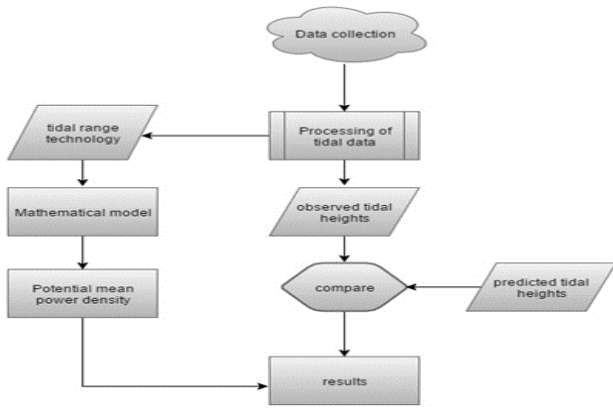 Data collection
tidal range
technology
Processing of
tidal data
Mathematical model
observed tidal
heights
Potential mean
power density
compare
predicted tidal
heights
results